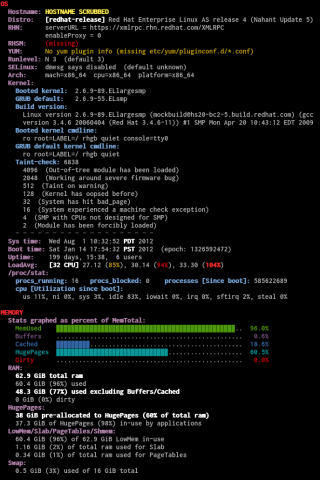 OS
Hostname: HOSTNAME SCRUBBED
Distro: [redhat-release] Red Hat Enterprise Linux AS release 4 (Nahant Update 5)
RHN: serverURL = https://xmlrpc.rhn.redhat.com/XMLRPC
enableProxy = 0
RHSM: (missing)
YUM: No yum plugin info (missing etc/yum/pluginconf.d/*.conf)
Runlevel: N 3 (default 3)
SELinux: dmesg says disabled (default unknown)
Arch: mach=x86_64 cpu=x86_64 platform=x86_64
Kernel:
Booted kernel: 2.6.9-89.ELlargesmp
GRUB default: 2.6.9-55.ELsmp
Build version:
Linux version 2.6.9-89.ELlargesmp (mockbuild@hs20-bc2-5.build.redhat.com) (gcc
version 3.4.6 20060404 (Red Hat 3.4.6-11)) #1 SMP Mon Apr 20 10:43:12 EDT 2009
Booted kernel cmdline:
ro root=LABEL=/ rhgb quiet console=tty0
GRUB default kernel cmdline:
ro root=LABEL=/ rhgb quiet
Taint-check: 6838
4096 (Out-of-tree module has been loaded)
2048 (Working around severe firmware bug)
512 (Taint on warning)
128 (Kernel has oopsed before)
32 (System has hit bad_page)
16 (System experienced a machine check exception)
4 (SMP with CPUs not designed for SMP)
2 (Module has been forcibly loaded)
- - - - - - - - - - - - - - - - - - -
Sys time: Wed Aug 1 10:32:52 PDT 2012
Boot time: Sat Jan 14 17:54:32 PST 2012 (epoch: 1326592472)
Uptime: 199 days, 15:38, 6 users
LoadAvg: [32 CPU] 27.12 (85%), 30.14 (94%), 33.30 (104%)
/proc/stat:
procs_running: 16 procs_blocked: 0 processes [Since boot]: 585622689
cpu [Utilization since boot]:
us 11%, ni 0%, sys 3%, idle 83%, iowait 0%, irq 0%, sftirq 2%, steal 0%
MEMORY
Stats graphed as percent of MemTotal:
MemUsed 96.0%
Buffers 0.6%
Cached 18.6%
HugePages 60.5%
Dirty 0.0%
RAM:
62.9 GiB total ram
60.4 GiB (96%) used
48.3 GiB (77%) used excluding Buffers/Cached
0 GiB (0%) dirty
HugePages:
38 GiB pre-allocated to HugePages (60% of total ram)
37.3 GiB of HugePages (98%) in-use by applications
LowMem/Slab/PageTables/Shmem:
60.4 GiB (96%) of 62.9 GiB LowMem in-use
1.16 GiB (2%) of total ram used for Slab
0.34 GiB (1%) of total ram used for PageTables
Swap:
0.5 GiB (3%) used of 16 GiB total